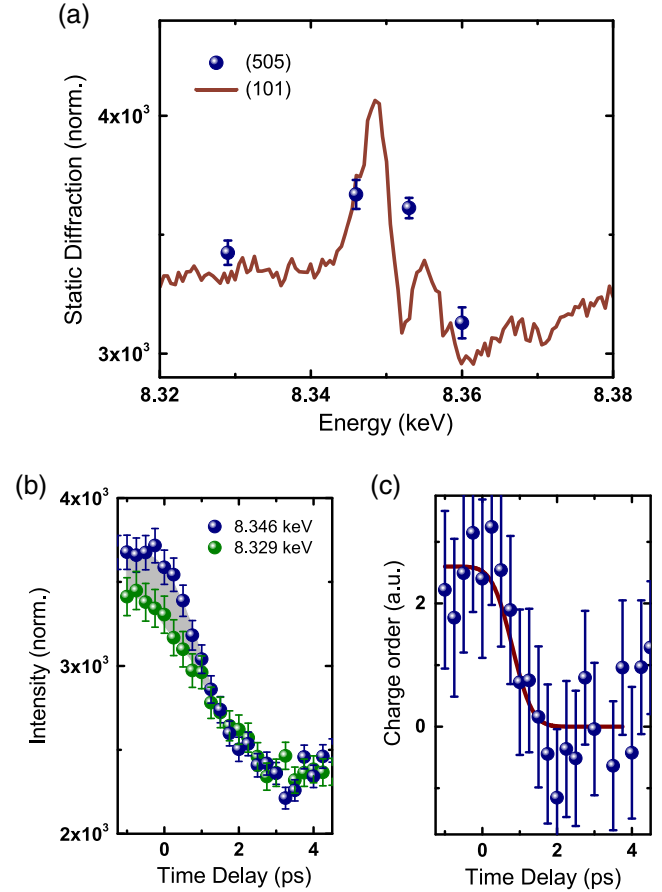 (a)
4x10³
3x10³
Static Diffraction (norm.)
(505)
(101)
8.32
8.34
8.36
8.38
Energy (keV)
(b)
4x10³
3x10³
2x10³
Intensity (norm.)
8.346 keV
8.329 keV
0
2
4
Time Delay (ps)
(c)
2
0
Charge order (a.u.)
0
2
4
Time Delay (ps)